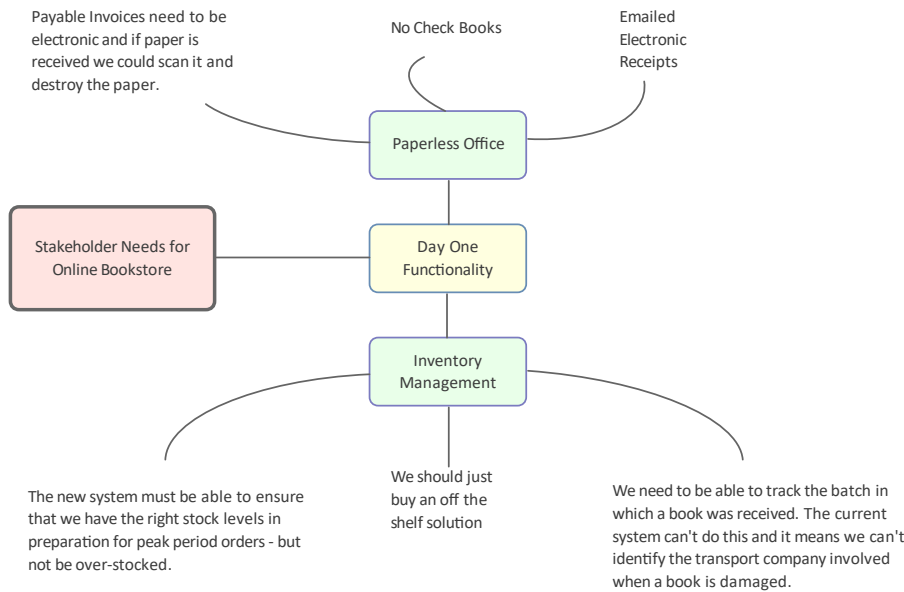 Payable Invoices need to be
electronic and if paper is
received we could scan it and
destroy the paper.
No Check Books
Emailed
Electronic
Receipts
Paperless Office
Stakeholder Needs for
Online Bookstore
Day One
Functionality
Inventory
Management
The new system must be able to ensure
that we have the right stock levels in
preparation for peak period orders - but
not be over-stocked.
We should just
buy an off the
shelf solution
We need to be able to track the batch in
which a book was received. The current
system can't do this and it means we can't
identify the transport company involved
when a book is damaged.